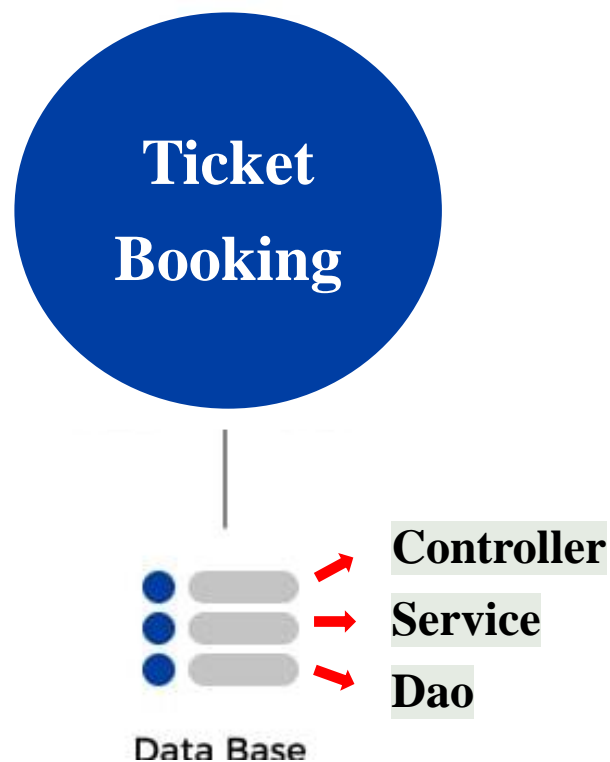 Ticket
Booking
Controller
Service
Dao
Data Base